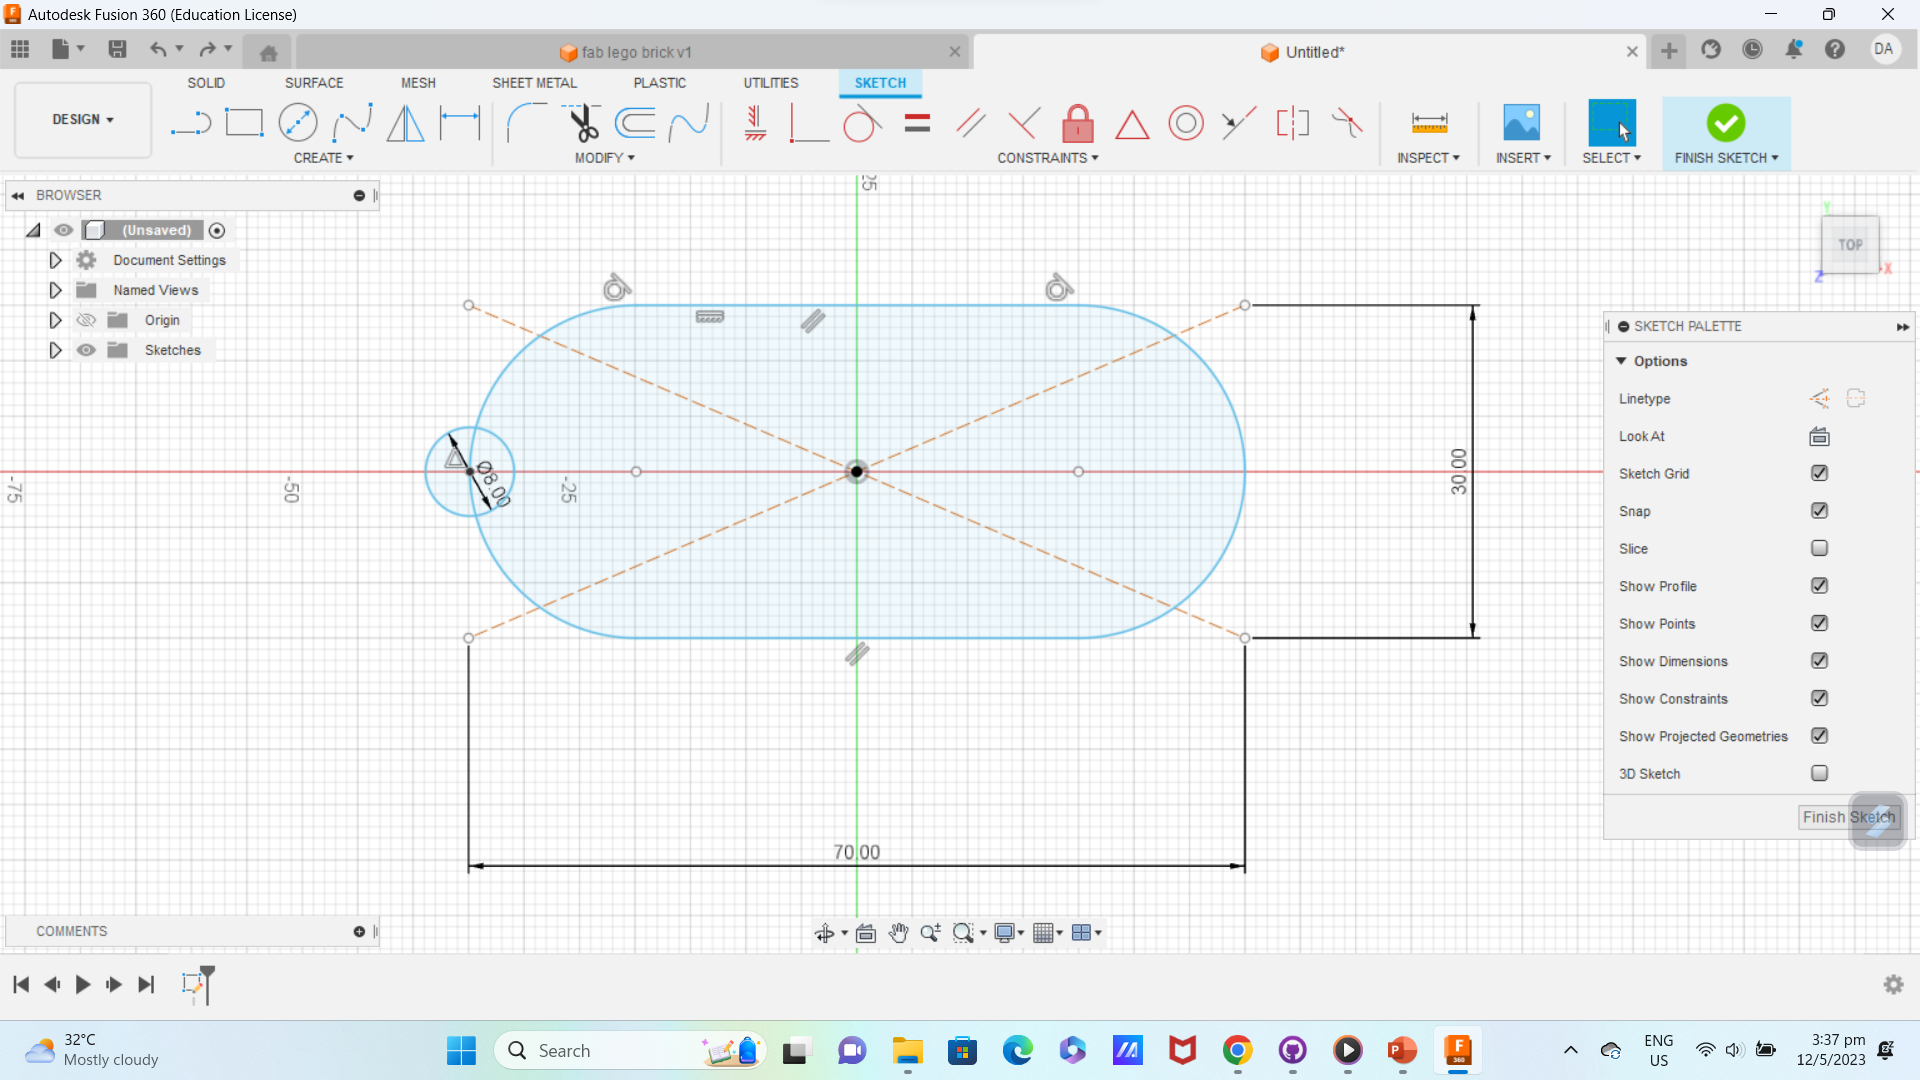 Autodesk Fusion 360 (Education License)
fab lego brick v1
Untitled*
DA
SOLID
SURFACE
MESH
SHEET METAL
PLASTIC
UTILITIES
SKETCH
DESIGN
CREATE
MODIFY
CONSTRAINTS
INSPECT
INSERT
SELECT
FINISH SKETCH
BROWSER
(Unsaved)
Document Settings
Named Views
Origin
Sketches
25
-75
-50
-25
Ø8.00
30.00
70.00
Y
TOP
X
Z
SKETCH PALETTE
Options
Linetype
Look At
Sketch Grid
Snap
Slice
Show Profile
Show Points
Show Dimensions
Show Constraints
Show Projected Geometries
3D Sketch
Finish Sketch
COMMENTS
32°C
Mostly cloudy
Search
F
360
ENG
US
3:37 pm
12/5/2023